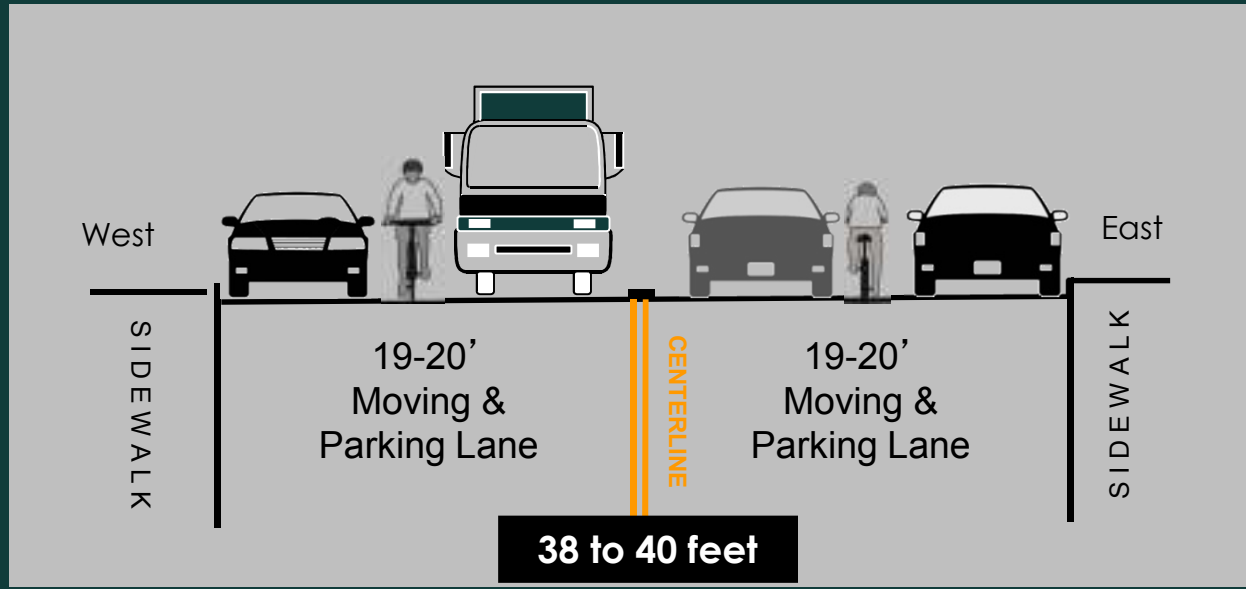 West
East
SIDEWALK
19-20’
Moving &
Parking Lane
CENTERLINE
19-20’
Moving &
Parking Lane
SIDEWALK
38 to 40 feet